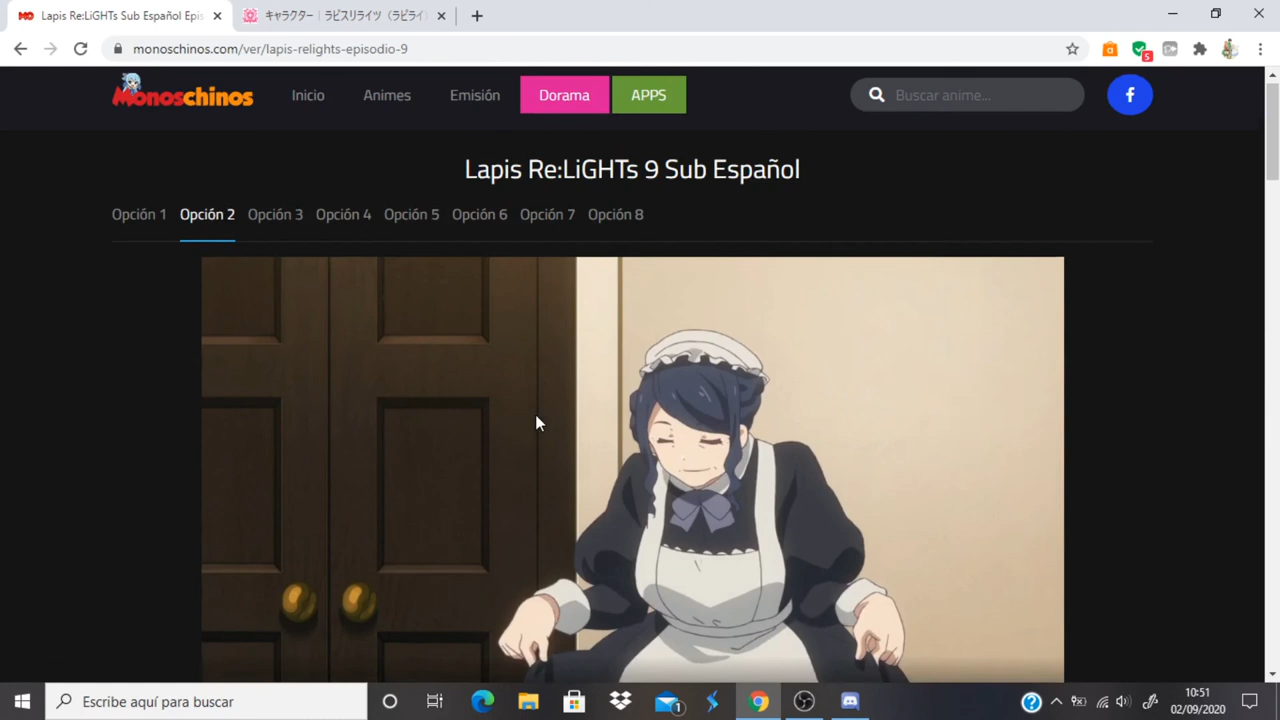 Lapis Re:LiGHTs Sub Español Epis
キャラクター｜ラピスリライツ（ラピライ
monoschinos.com/ver/lapis-relights-episodio-9
5
Monoschinos
Inicio
Animes
Emisión
Dorama
APPS
Buscar anime...
Lapis Re:LiGHTs 9 Sub Español
Opción 1 Opción 2 Opción 3 Opción 4 Opción 5 Opción 6 Opción 7 Opción 8
Escribe aquí para buscar
1
10:51
02/09/2020